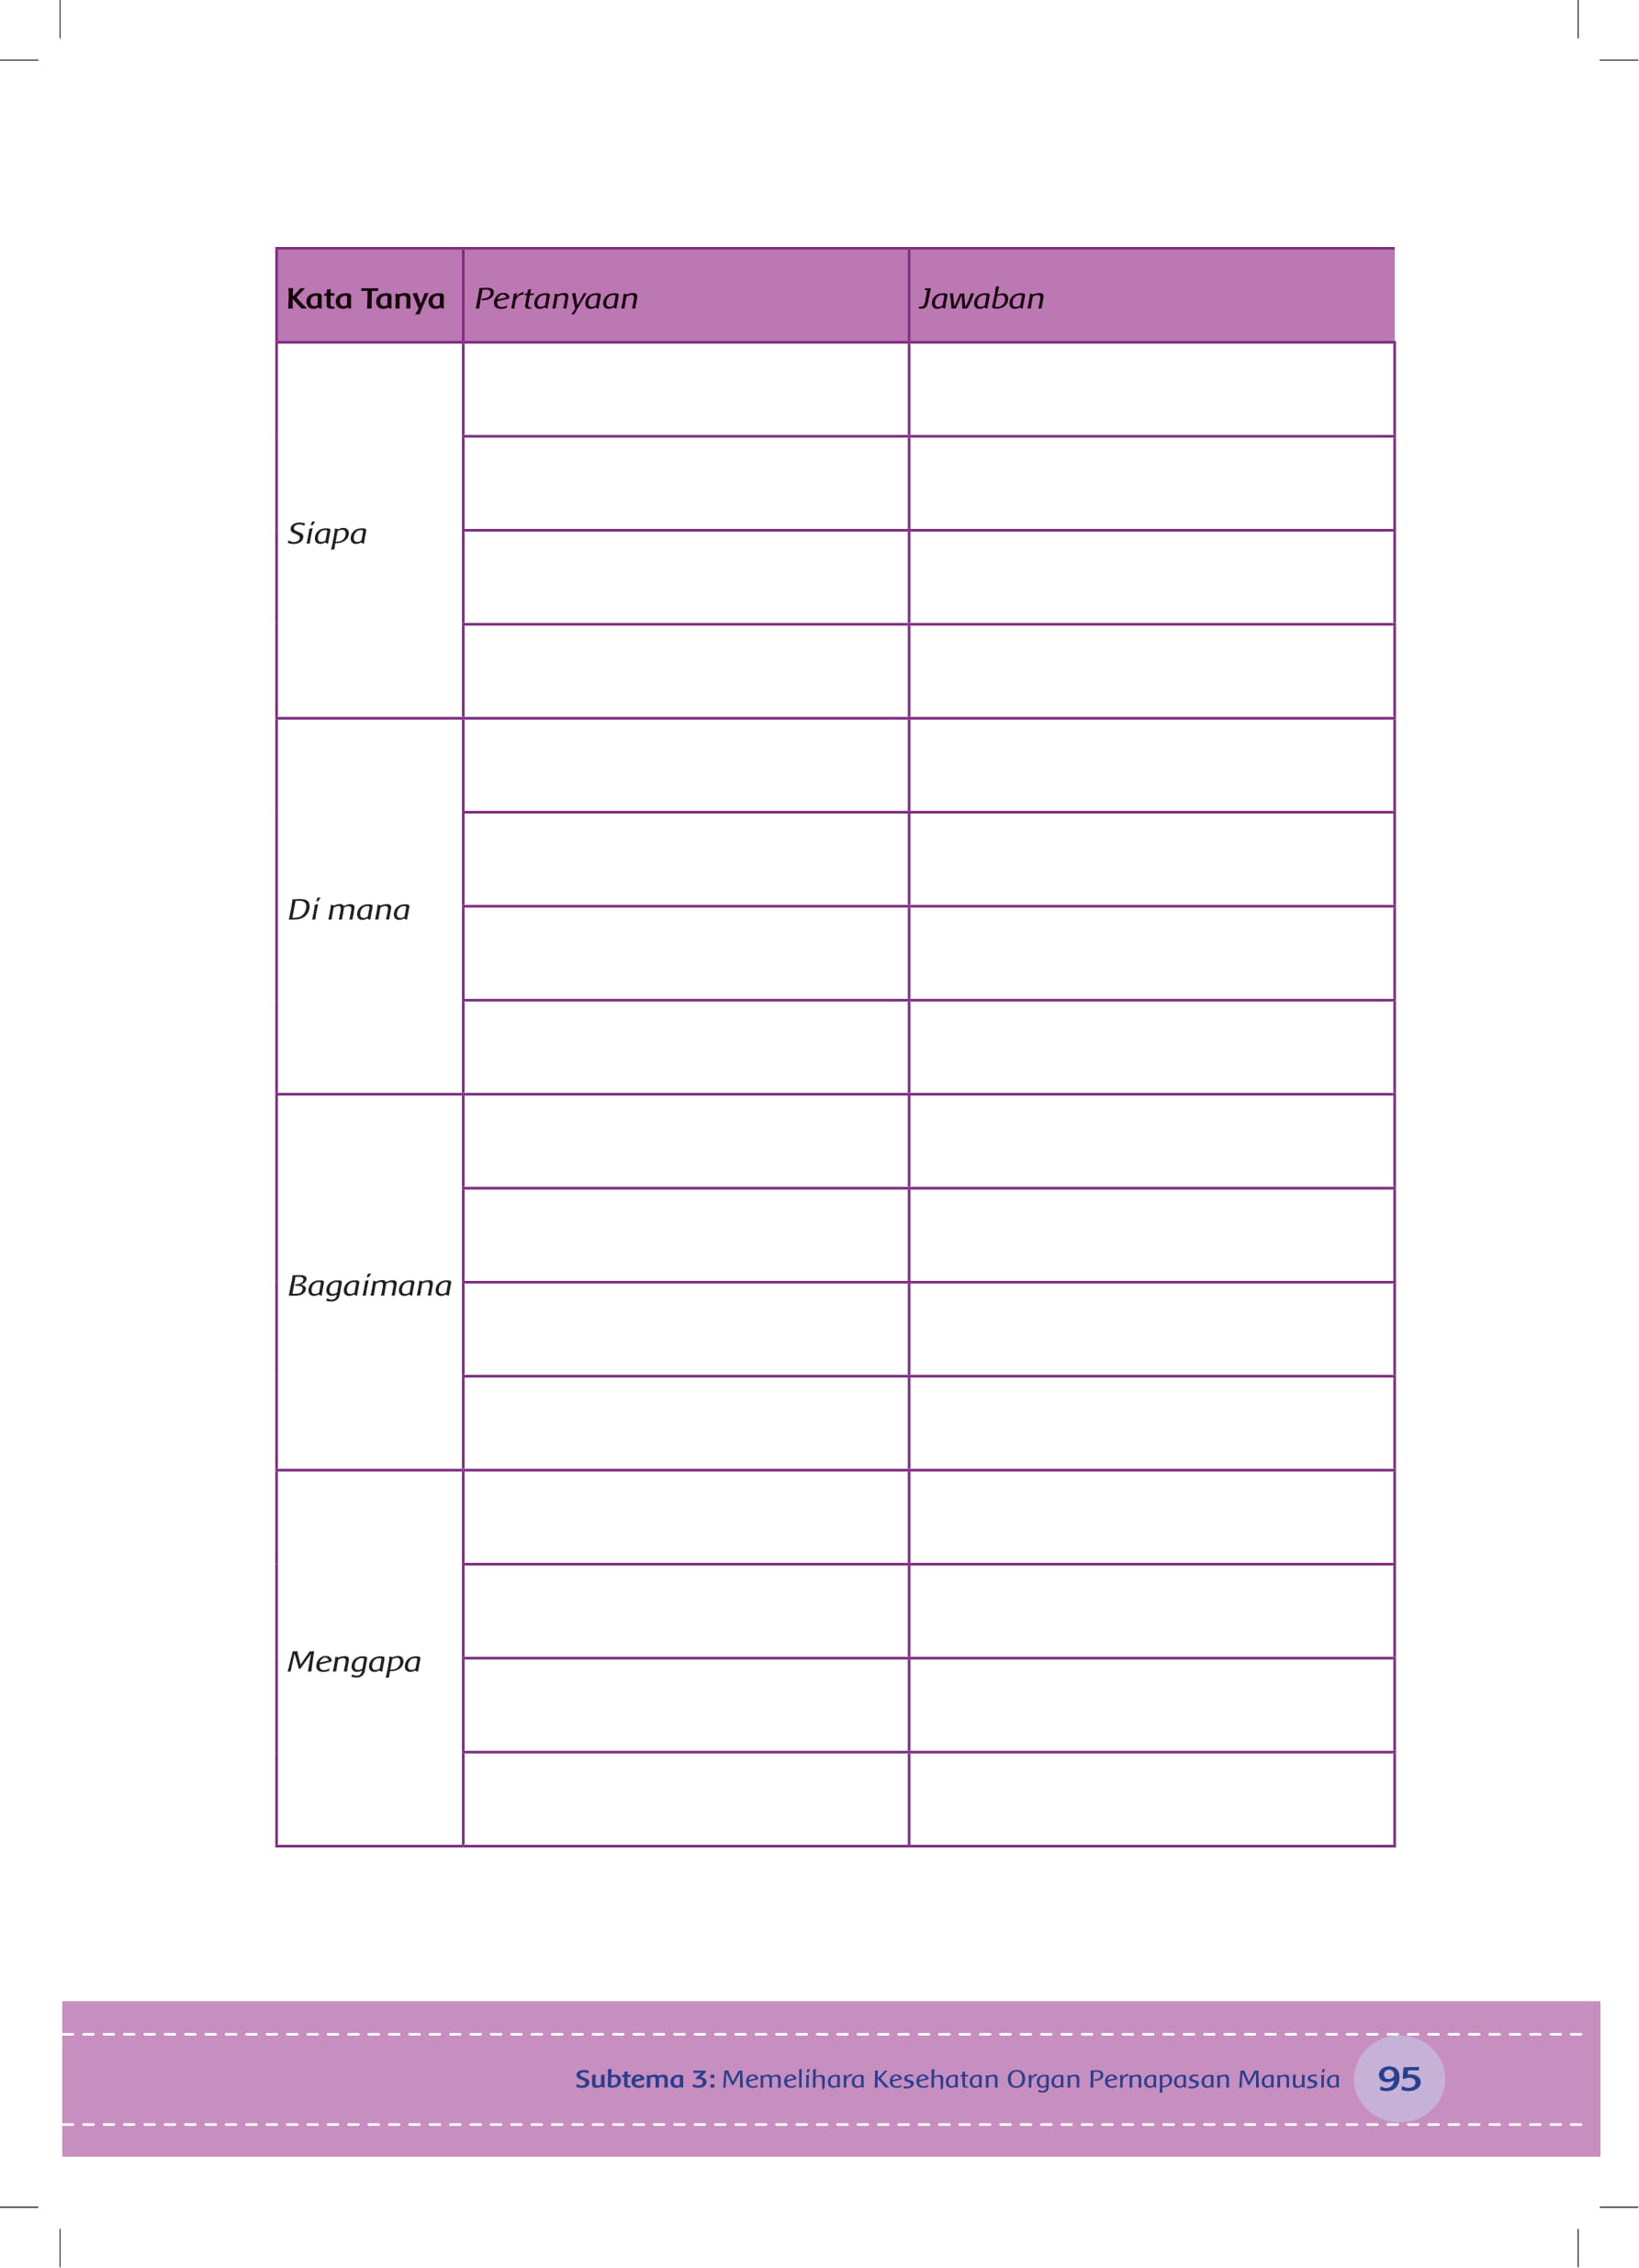 Kata Tanya Pertanyaan Jawaban
Siapa
Di mana
Bagaimana
Mengapa
Subtema 3: Memelihara Kesehatan Organ Pernapasan Manusia 95